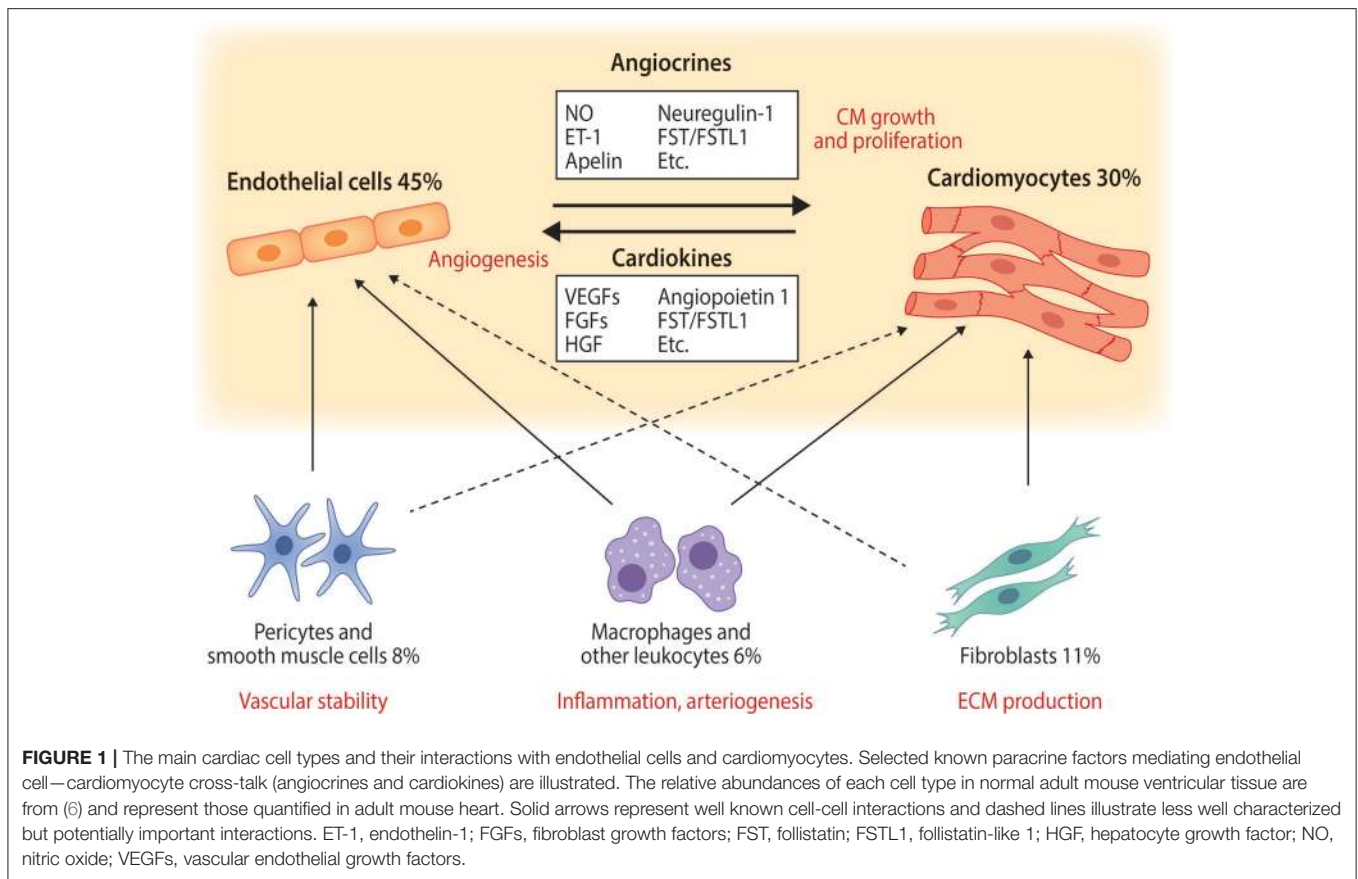 Angiocrines
NO Neuregulin-1
ET-1 FST/FSTL1
Apelin Etc.
CM growth
and proliferation
Endothelial cells 45%
Cardiomyocytes 30%
Angiogenesis
Cardiokines
VEGFs Angiopoietin 1
FGFs FST/FSTL1
HGF Etc.
Pericytes and
smooth muscle cells 8%
Vascular stability
Macrophages and
other leukocytes 6%
Inflammation, arteriogenesis
Fibroblasts 11%
ECM production
FIGURE 1 | The main cardiac cell types and their interactions with endothelial cells and cardiomyocytes. Selected known paracrine factors mediating endothelial
cell—cardiomyocyte cross-talk (angiocrines and cardiokines) are illustrated. The relative abundances of each cell type in normal adult mouse ventricular tissue are
from (6) and represent those quantified in adult mouse heart. Solid arrows represent well known cell-cell interactions and dashed lines illustrate less well characterized
but potentially important interactions. ET-1, endothelin-1; FGFs, fibroblast growth factors; FST, follistatin; FSTL1, follistatin-like 1; HGF, hepatocyte growth factor; NO,
nitric oxide; VEGFs, vascular endothelial growth factors.